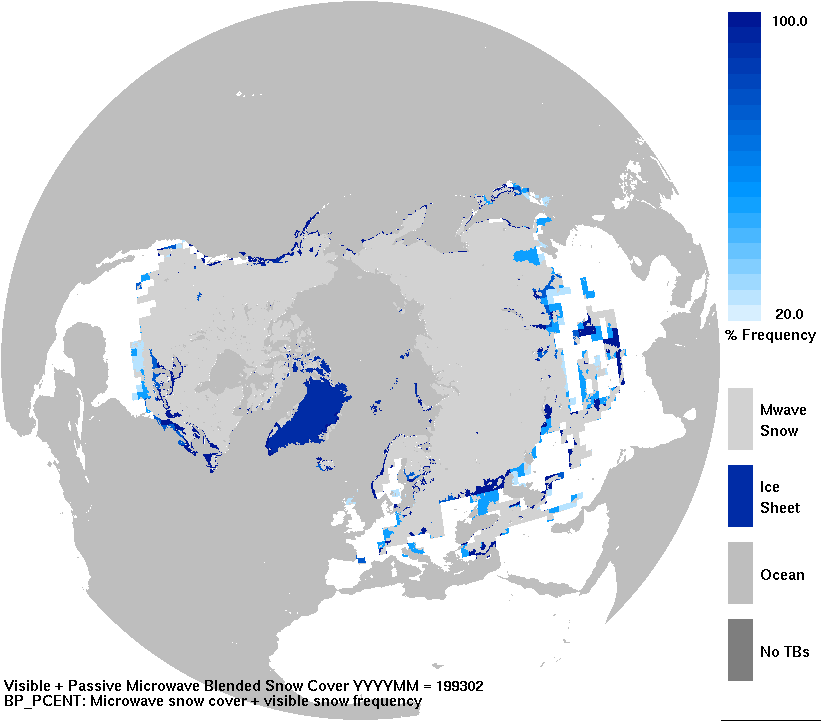 100.0
20.0
% Frequency
Mwave
Snow
Ice
Sheet
Ocean
No TBs
Visible + Passive Microwave Blended Snow Cover YYYYMM = 199302
BP_PCENT: Microwave snow cover + visible snow frequency